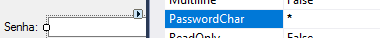 Multiline False
Senha:
PasswordChar *
ReadOnly False